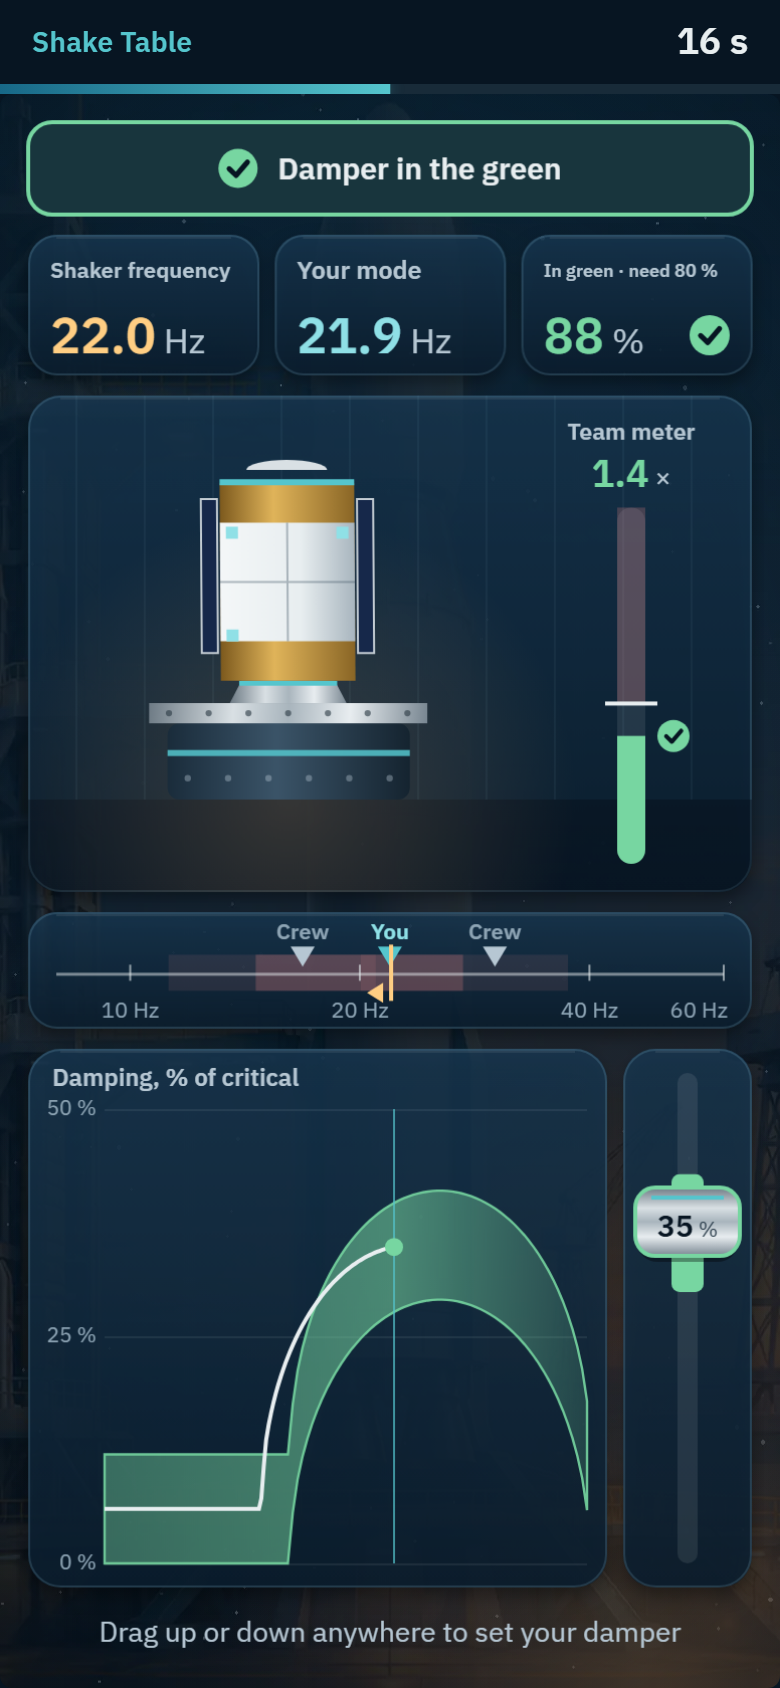 Shake Table
16 s
Damper in the green
Shaker frequency
22.0 Hz
Your mode
21.9 Hz
In green · need 80 %
88 %
Team meter
1.4 ×
Crew
You
Crew
10 Hz
20 Hz
40 Hz
60 Hz
Damping, % of critical
50 %
25 %
0 %
35 %
Drag up or down anywhere to set your damper